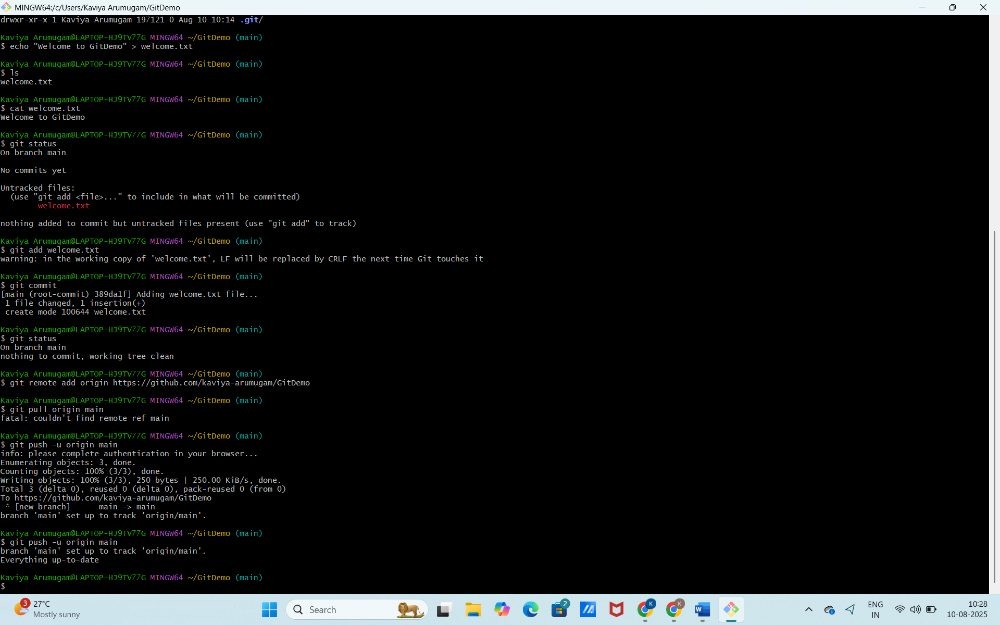 MINGW64:/c/Users/Kaviya Arumugam/GitDemo
drwxr-xr-x 1 Kaviya Arumugam 197121 0 Aug 10 10:14 .git/
Kaviya Arumugam@LAPTOP-HJ9TV77G MINGW64 ~/GitDemo (main)
$ echo "Welcome to GitDemo" > welcome.txt
Kaviya Arumugam@LAPTOP-HJ9TV77G MINGW64 ~/GitDemo (main)
$ ls
welcome.txt
Kaviya Arumugam@LAPTOP-HJ9TV77G MINGW64 ~/GitDemo (main)
$ cat welcome.txt
Welcome to GitDemo
Kaviya Arumugam@LAPTOP-HJ9TV77G MINGW64 ~/GitDemo (main)
$ git status
On branch main
No commits yet
Untracked files:
  (use "git add <file>..." to include in what will be committed)
        welcome.txt
nothing added to commit but untracked files present (use "git add" to track)
Kaviya Arumugam@LAPTOP-HJ9TV77G MINGW64 ~/GitDemo (main)
$ git add welcome.txt
warning: in the working copy of 'welcome.txt', LF will be replaced by CRLF the next time Git touches it
Kaviya Arumugam@LAPTOP-HJ9TV77G MINGW64 ~/GitDemo (main)
$ git commit
[main (root-commit) 389da1f] Adding welcome.txt file...
 1 file changed, 1 insertion(+)
 create mode 100644 welcome.txt
Kaviya Arumugam@LAPTOP-HJ9TV77G MINGW64 ~/GitDemo (main)
$ git status
On branch main
nothing to commit, working tree clean
Kaviya Arumugam@LAPTOP-HJ9TV77G MINGW64 ~/GitDemo (main)
$ git remote add origin https://github.com/kaviya-arumugam/GitDemo
Kaviya Arumugam@LAPTOP-HJ9TV77G MINGW64 ~/GitDemo (main)
$ git pull origin main
fatal: couldn't find remote ref main
Kaviya Arumugam@LAPTOP-HJ9TV77G MINGW64 ~/GitDemo (main)
$ git push -u origin main
info: please complete authentication in your browser...
Enumerating objects: 3, done.
Counting objects: 100% (3/3), done.
Writing objects: 100% (3/3), 250 bytes | 250.00 KiB/s, done.
Total 3 (delta 0), reused 0 (delta 0), pack-reused 0 (from 0)
To https://github.com/kaviya-arumugam/GitDemo
 * [new branch]      main -> main
branch 'main' set up to track 'origin/main'.
Kaviya Arumugam@LAPTOP-HJ9TV77G MINGW64 ~/GitDemo (main)
$ git push -u origin main
branch 'main' set up to track 'origin/main'.
Everything up-to-date
Kaviya Arumugam@LAPTOP-HJ9TV77G MINGW64 ~/GitDemo (main)
$
3
27°C
Mostly sunny
Search
2
K
K
W
ENG
IN
10:28
10-08-2025